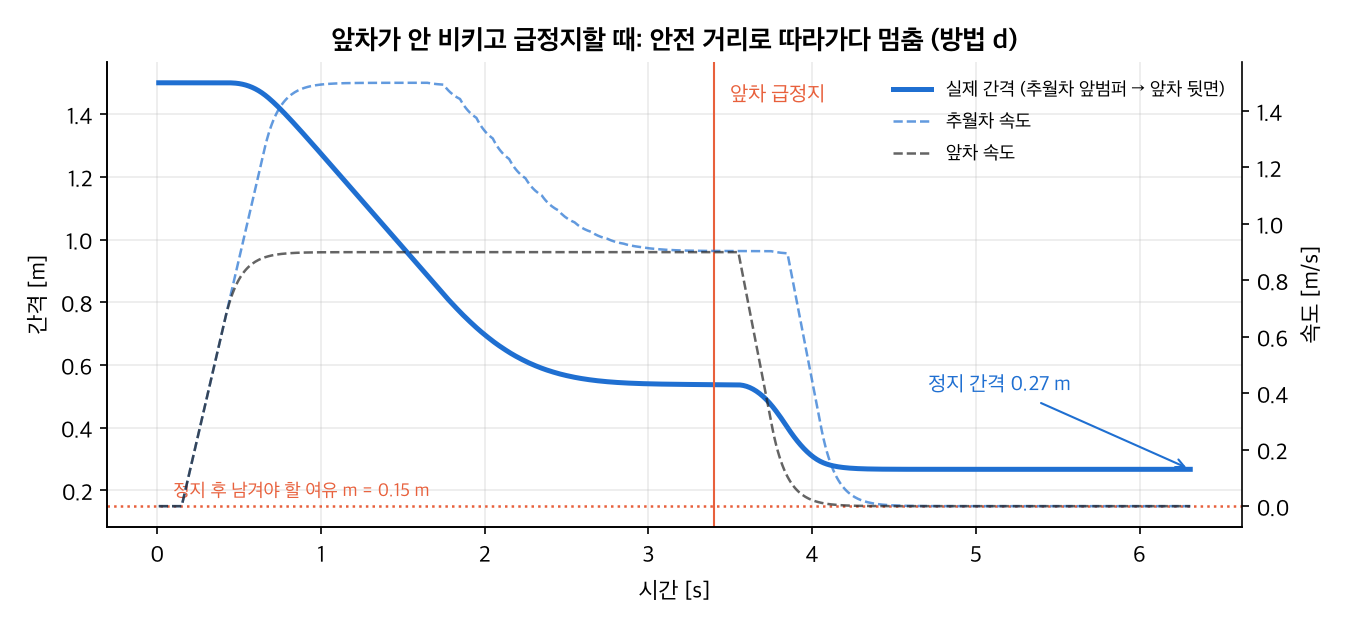 앞차가 안 비키고 급정지할 때: 안전 거리로 따라가다 멈춤 (방법 d)
앞차 급정지
실제 간격 (추월차 앞범퍼 → 앞차 뒷면)
추월차 속도
앞차 속도
정지 간격 0.27 m
정지 후 남겨야 할 여유 m = 0.15 m
간격 [m]
1.4
1.2
1.0
0.8
0.6
0.4
0.2
속도 [m/s]
1.4
1.2
1.0
0.8
0.6
0.4
0.2
0.0
0 1 2 3 4 5 6
시간 [s]